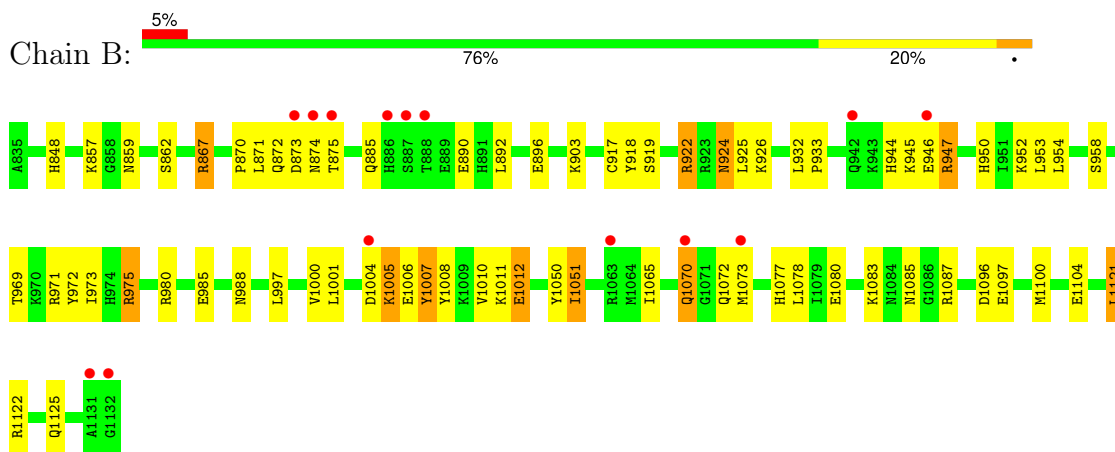 5%
Chain B:
76% 20% •
A835 H848 K857 G858 N859 S862 R867 P870 L871 Q872 D873 N874 T875 Q885 H886 S887 T888 E889 E890 H891 L892 E896 K903 C917 Y918 S919 R922 R923 N924 L925 K926 L932 P933 Q942 K943 H944 K945 E946 R947 H950 I951 K952 L953 L954 S958
T969 K970 R971 Y972 I973 H974 R975 R980 E985 N988 L997 V1000 L1001 D1004 K1005 E1006 Y1007 Y1008 K1009 V1010 K1011 E1012 Y1050 I1051 R1063 M1064 I1065 Q1070 G1071 Q1072 M1073 H1077 L1078 I1079 E1080 K1083 N1084 N1085 G1086 R1087 D1096 E1097 M1100 E1104 L1121
R1122 Q1125 A1131 G1132